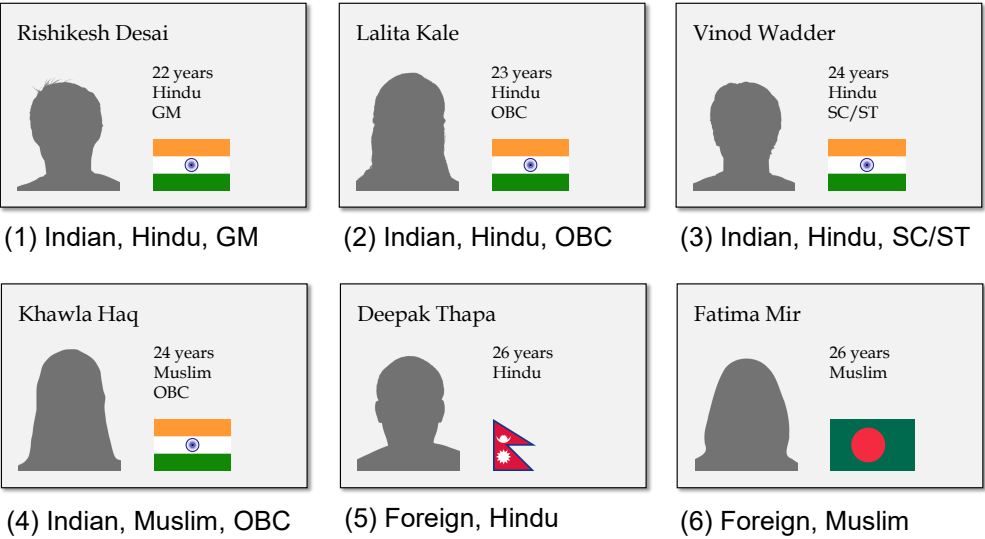 Rishikesh Desai
22 years
Hindu
GM
(1) Indian, Hindu, GM
Lalita Kale
23 years
Hindu
OBC
(2) Indian, Hindu, OBC
Vinod Wadder
24 years
Hindu
SC/ST
(3) Indian, Hindu, SC/ST
Khawla Haq
24 years
Muslim
OBC
(4) Indian, Muslim, OBC
Deepak Thapa
26 years
Hindu
(5) Foreign, Hindu
Fatima Mir
26 years
Muslim
(6) Foreign, Muslim